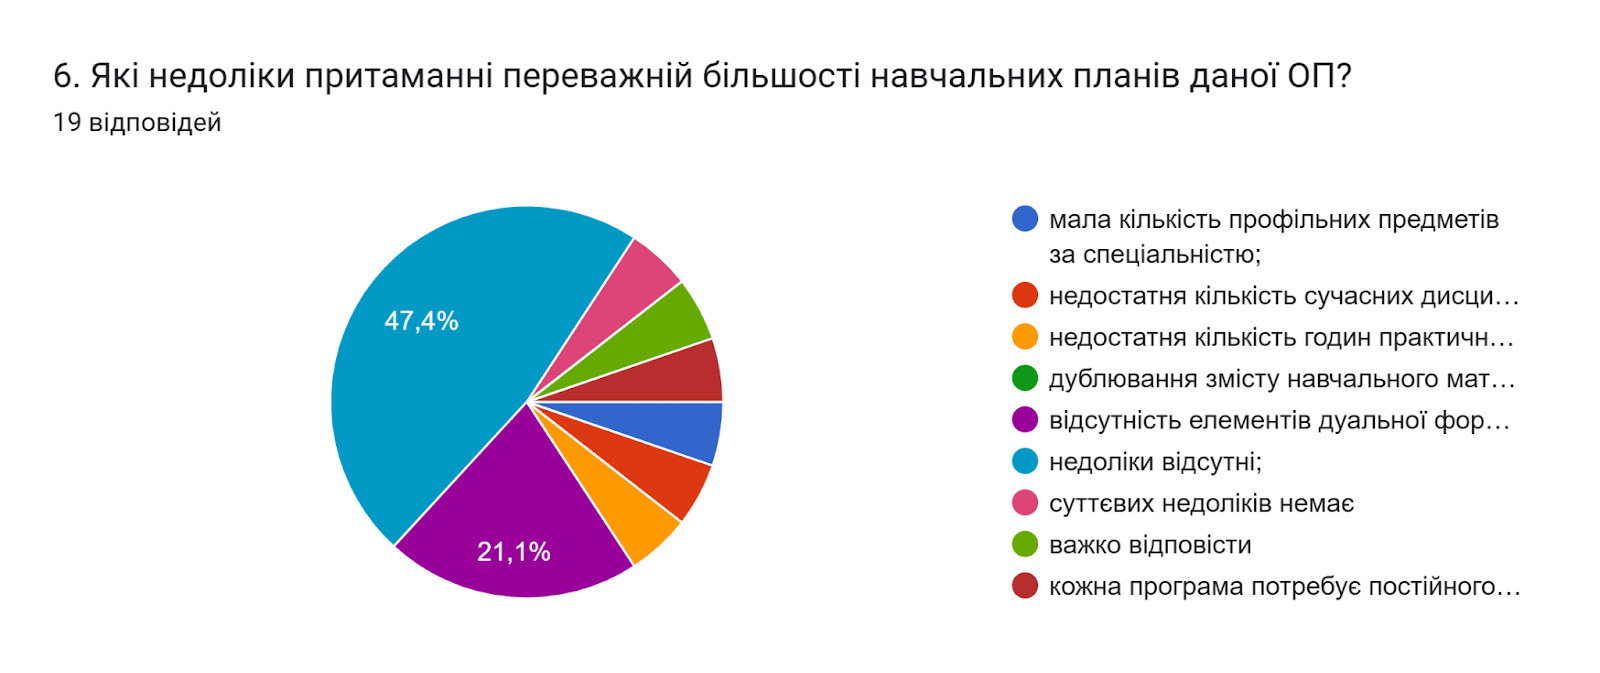 6. Які недоліки притаманні переважній більшості навчальних планів даної ОП?
19 відповідей
47,4%
21,1%
мала кількість профільних предметів
за спеціальністю;
недостатня кількість сучасних дисци…
недостатня кількість годин практичн…
дублювання змісту навчального мат…
відсутність елементів дуальної фор…
недоліки відсутні;
суттєвих недоліків немає
важко відповісти
кожна програма потребує постійного…